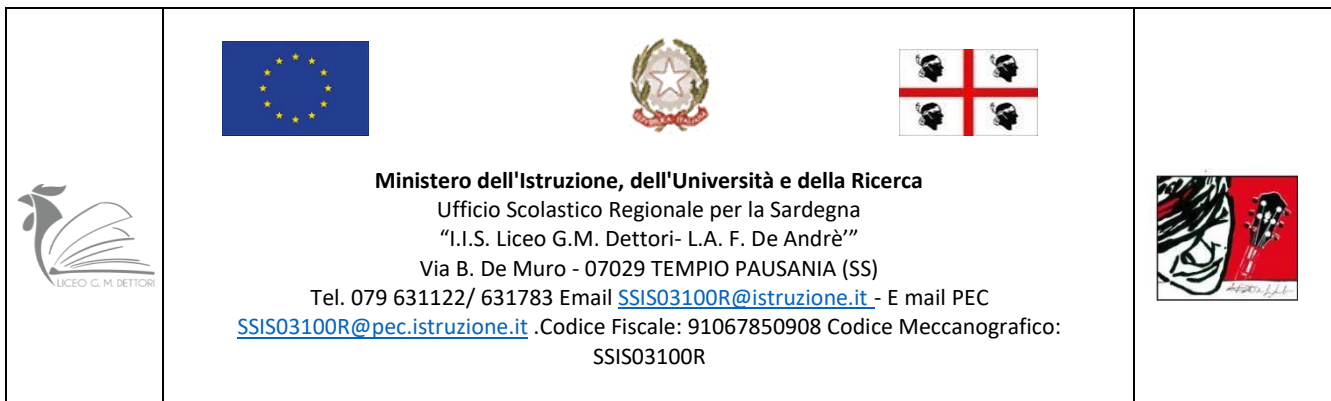 Ministero dell'Istruzione, dell'Università e della Ricerca
Ufficio Scolastico Regionale per la Sardegna
“I.I.S. Liceo G.M. Dettori- L.A. F. De Andrè’”
Via B. De Muro - 07029 TEMPIO PAUSANIA (SS)
Tel. 079 631122/ 631783 Email SSIS03100R@istruzione.it - E mail PEC
SSIS03100R@pec.istruzione.it .Codice Fiscale: 91067850908 Codice Meccanografico:
SSIS03100R
LICEO G. M. DETTORI